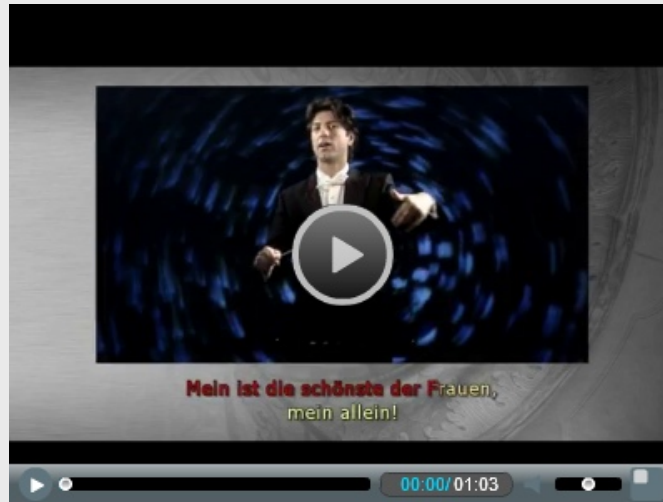 Mein ist die schönste der Frauen,
mein allein!
00:00/01:03